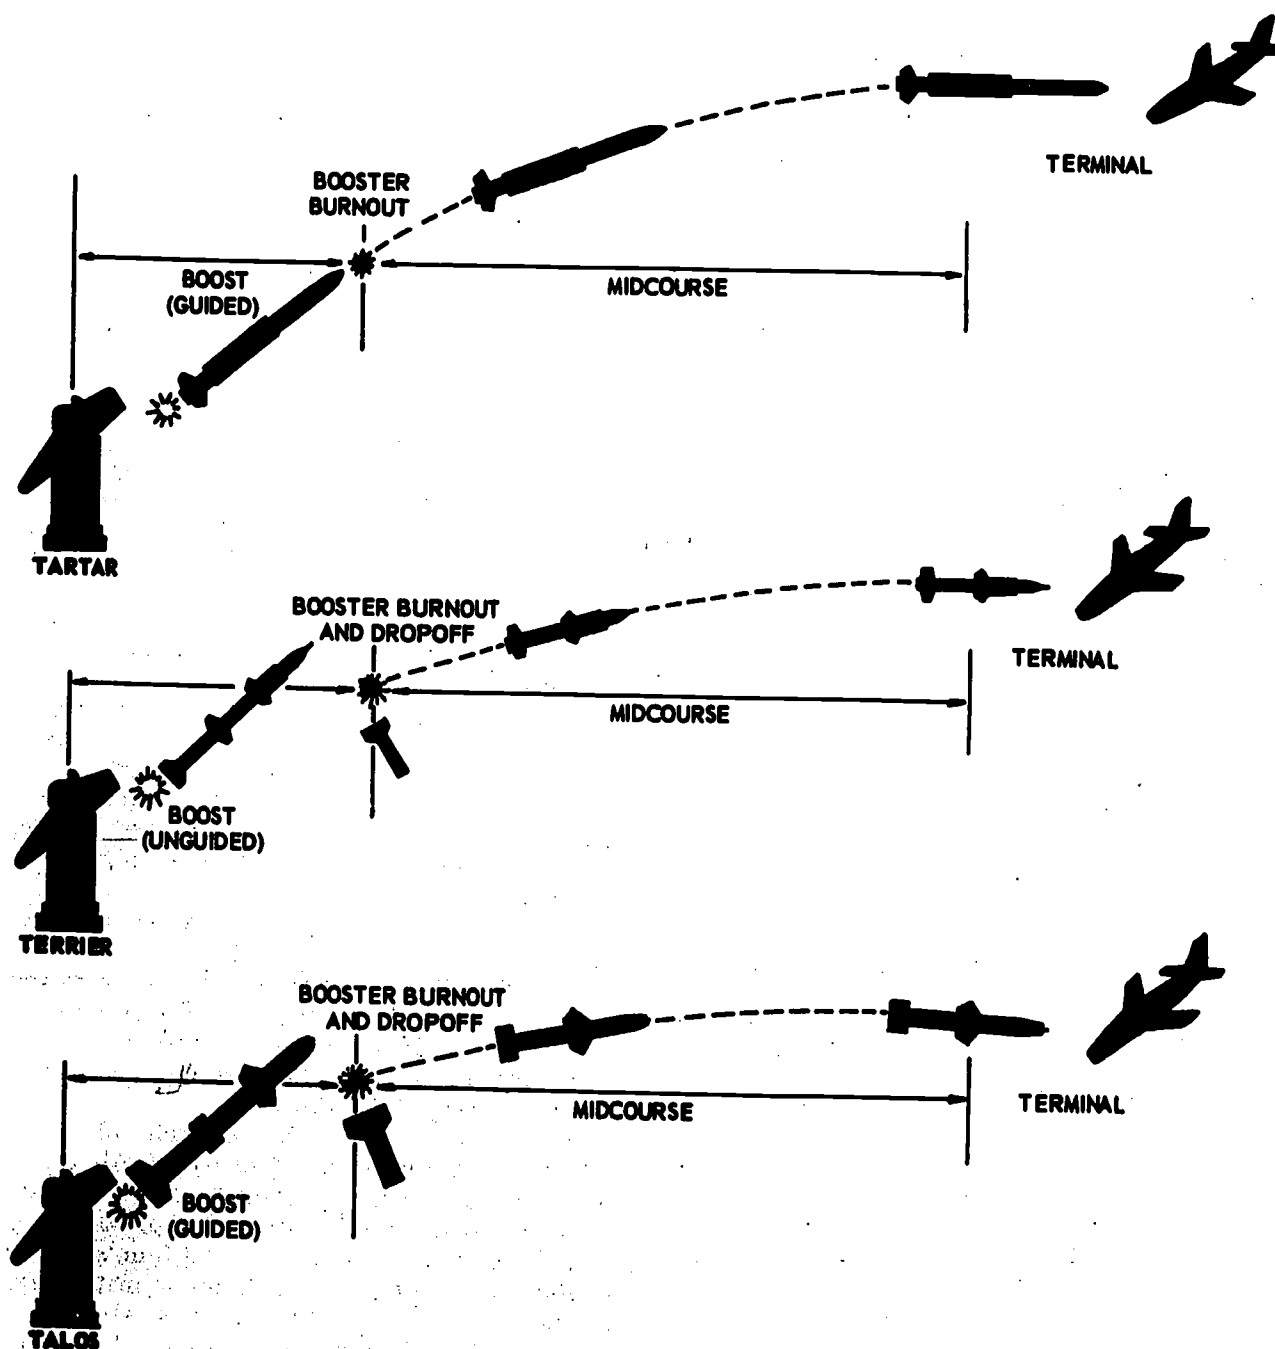 TERMINAL
BOOSTER
BURNOUT
BOOST
(GUIDED)
MIDCOURSE
TARTAR
BOOSTER BURNOUT
AND DROPOFF
TERMINAL
MIDCOURSE
BOOST
(UNGUIDED)
TERRIER
BOOSTER BURNOUT
AND DROPOFF
MIDCOURSE
TERMINAL
BOOST
(GUIDED)
TALOS